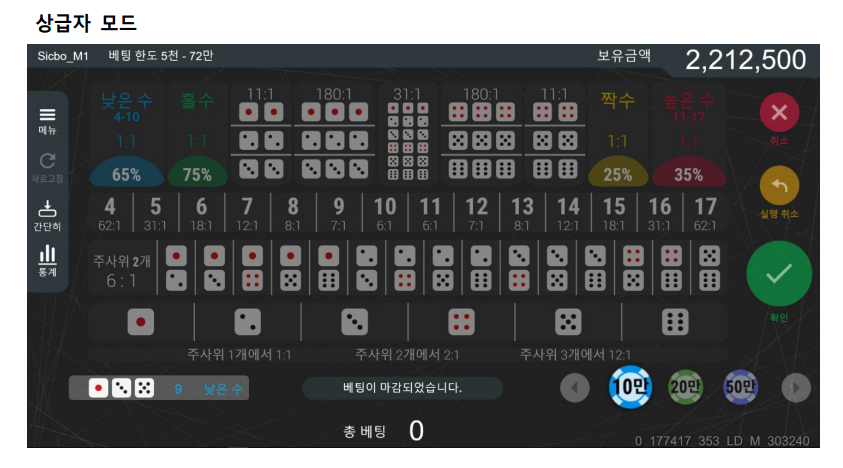 상급자 모드
Sicbo_M1 베팅 한도 5천 - 72만 보유금액 2,212,500
메뉴
새로고침
간단히
통계
낮은 수 홀수 11:1 180:1 31:1 180:1 11:1 짝수 높은 수
4-10 11-17
1:1 1:1 1:1 1:1
65% 75% 25% 35%
취소
실행 취소
확인
4 5 6 7 8 9 10 11 12 13 14 15 16 17
62:1 31:1 18:1 12:1 8:1 7:1 6:1 6:1 7:1 8:1 12:1 18:1 31:1 62:1
주사위 2개
6 : 1
주사위 1개에서 1:1 주사위 2개에서 2:1 주사위 3개에서 12:1
9 낮은 수 베팅이 마감되었습니다. 10만 20만 50만
총 베팅 0
0 177417 353 LD M 303240